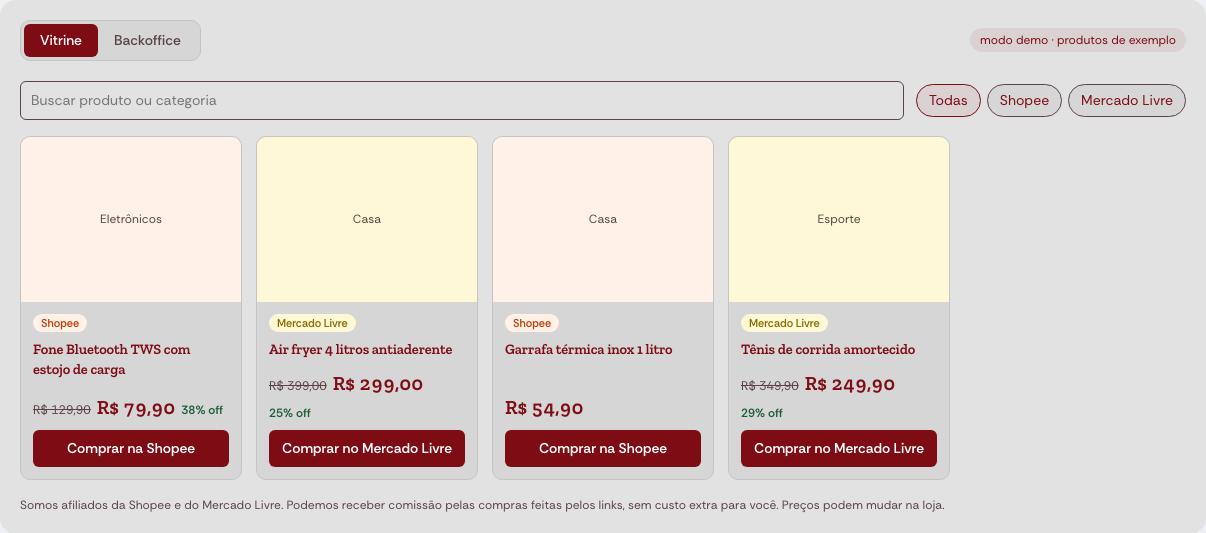 Vitrine
Backoffice
modo demo · produtos de exemplo
Buscar produto ou categoria
Todas
Shopee
Mercado Livre
Eletrônicos
Shopee
Fone Bluetooth TWS com
estojo de carga
R$ 129,90 R$ 79,90 38% off
Comprar na Shopee
Casa
Mercado Livre
Air fryer 4 litros antiaderente
R$ 399,00 R$ 299,00
25% off
Comprar no Mercado Livre
Casa
Shopee
Garrafa térmica inox 1 litro
R$ 54,90
Comprar na Shopee
Esporte
Mercado Livre
Tênis de corrida amortecido
R$ 349,90 R$ 249,90
29% off
Comprar no Mercado Livre
Somos afiliados da Shopee e do Mercado Livre. Podemos receber comissão pelas compras feitas pelos links, sem custo extra para você. Preços podem mudar na loja.